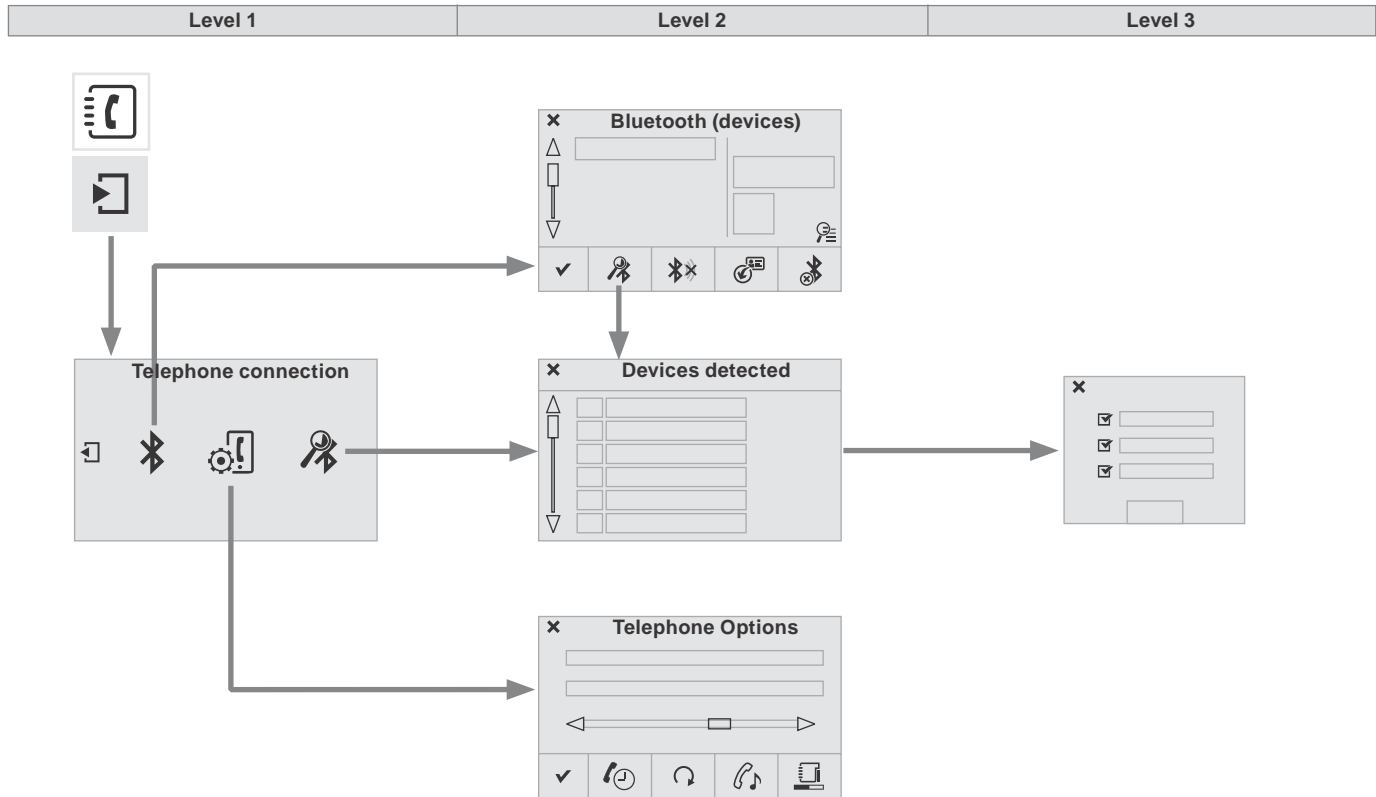 Level 1
Level 2
Level 3
Bluetooth (devices)
Telephone connection
Devices detected
Telephone Options